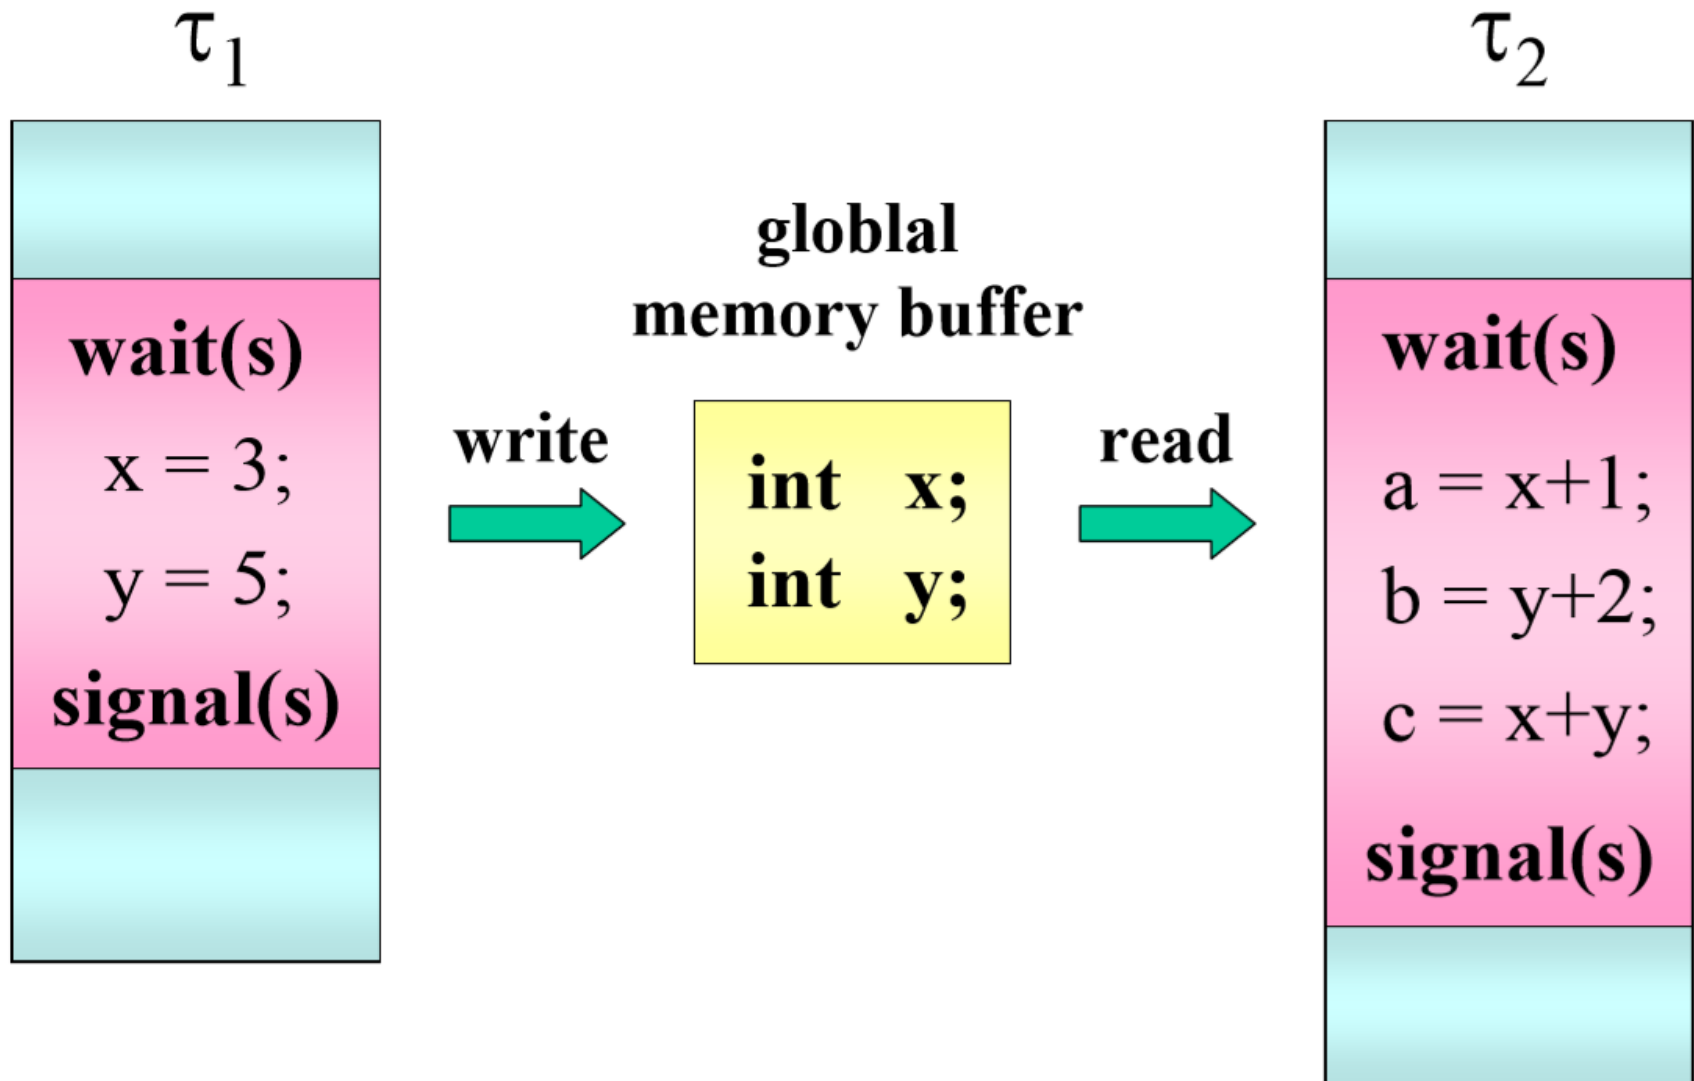 τ1
wait(s)
x = 3;
y = 5;
signal(s)
write
globlal
memory buffer
int x;
int y;
read
τ2
wait(s)
a = x+1;
b = y+2;
c = x+y;
signal(s)